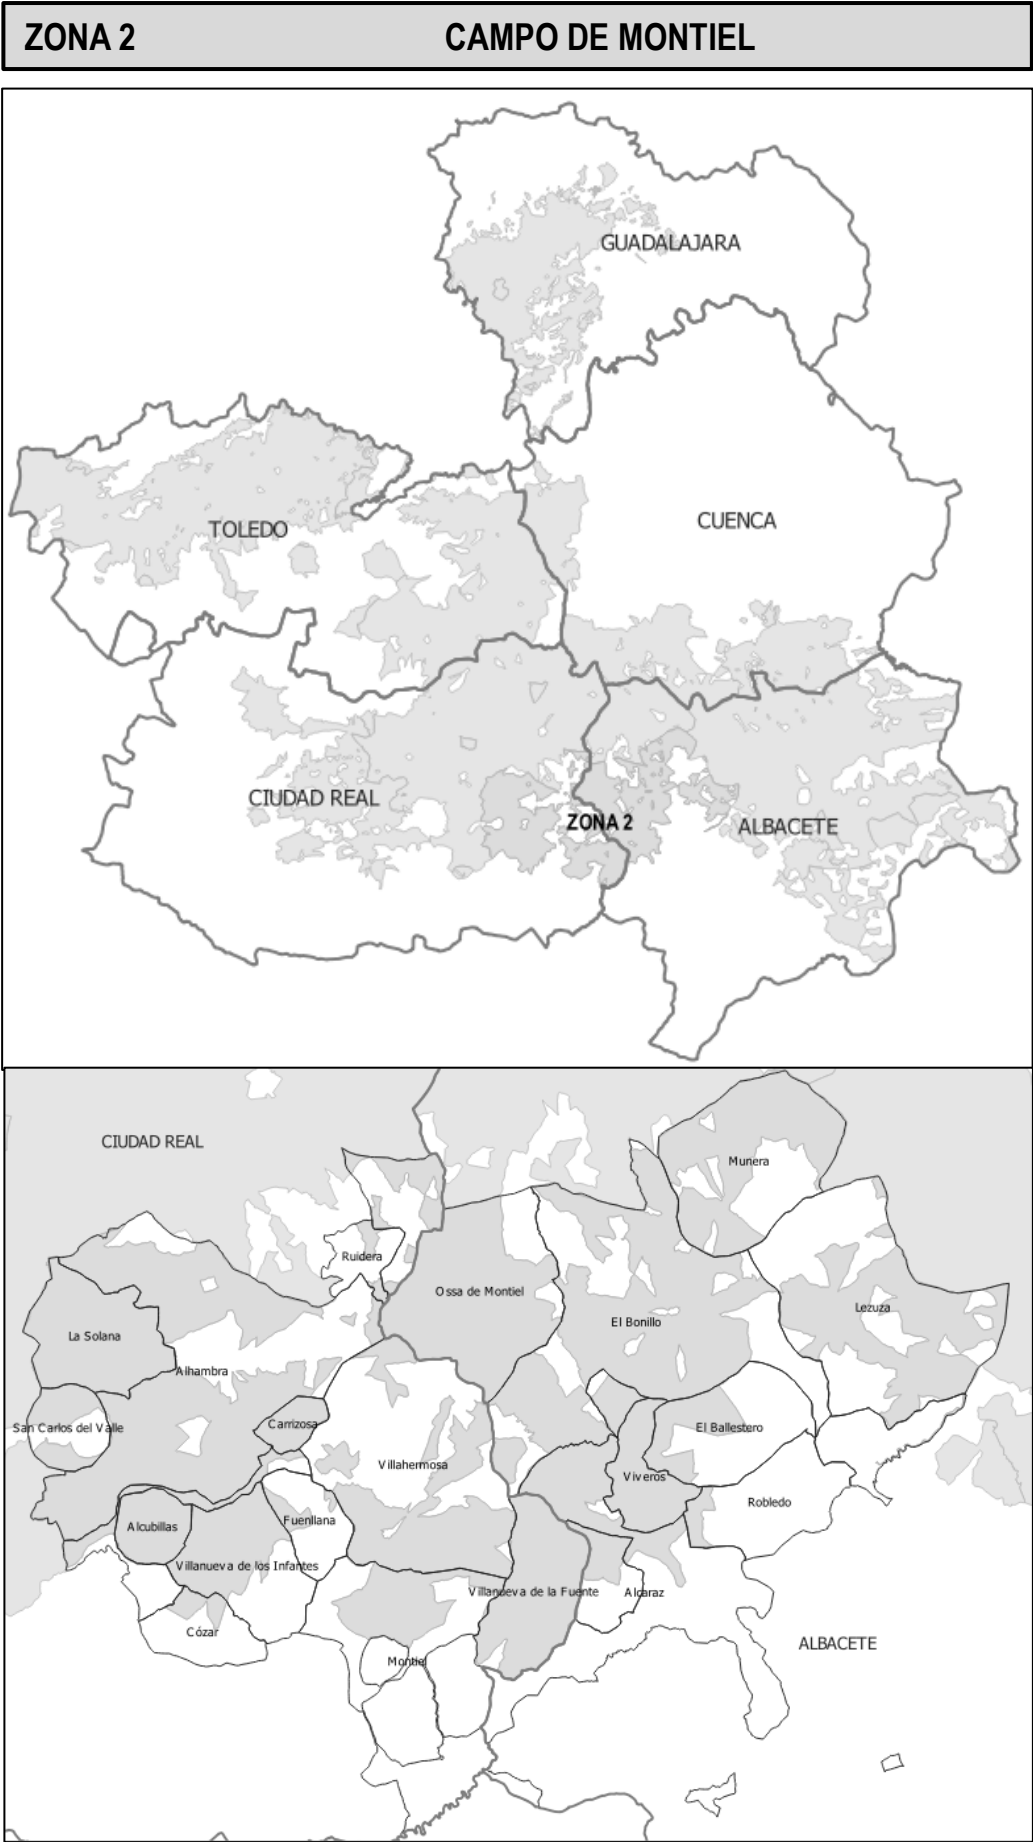 ZONA 2 CAMPO DE MONTIEL
GUADALAJARA
CUENCA
TOLEDO
CIUDAD REAL
ZONA 2
ALBACETE
CIUDAD REAL
Munera
Ruidera
Ossa de Montiel
Lezuza
El Bonillo
La Solana
Alhambra
Carrizosa
San Carlos del Valle
El Ballestero
Villahermosa
Viveros
Robledo
Fuenllana
Alcubillas
Villanueva de los Infantes
Villanueva de la Fuente
Alcaraz
Cózar
ALBACETE
Montiel